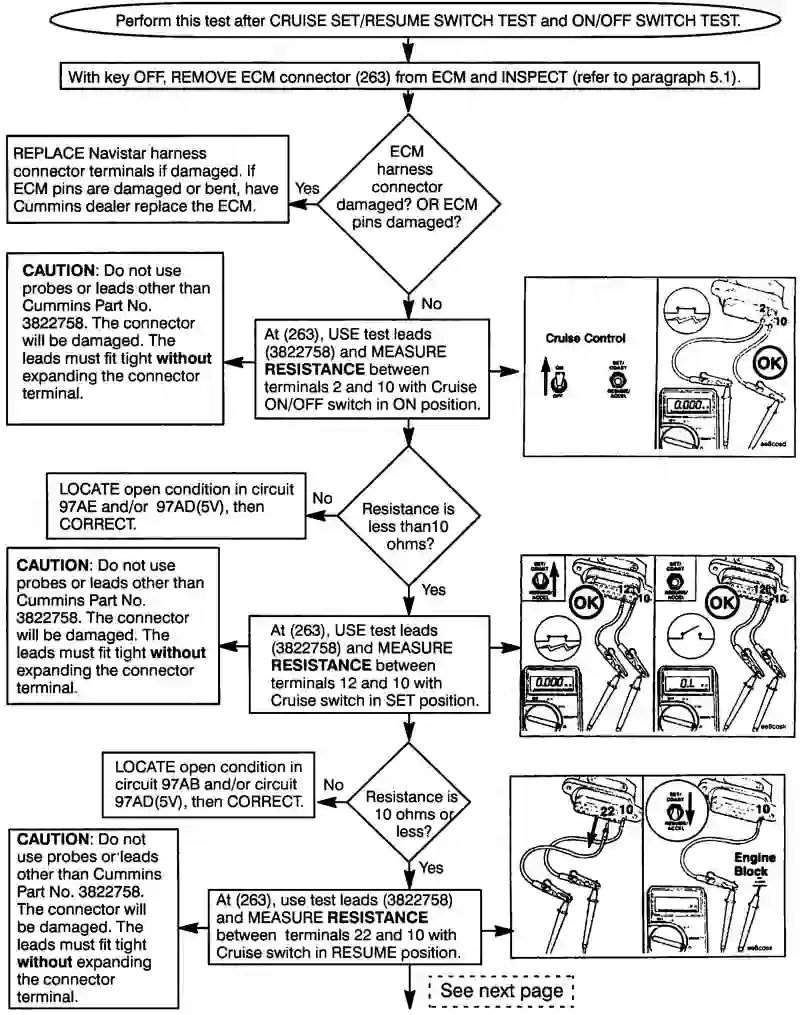 Perform this test after CRUISE SET/RESUME SWITCH TEST and ON/OFF SWITCH TEST.
With key OFF, REMOVE ECM connector (263) from ECM and INSPECT (refer to paragraph 5.1).
ECM
harness
connector
damaged? OR ECM
pins damaged?
Yes
REPLACE Navistar harness
connector terminals if damaged. If
ECM pins are damaged or bent, have
Cummins dealer replace the ECM.
No
CAUTION: Do not use
probes or leads other than
Cummins Part No.
3822758. The connector
will be damaged. The
leads must fit tight without
expanding the connector
terminal.
At (263), USE test leads
(3822758) and MEASURE
RESISTANCE between
terminals 2 and 10 with Cruise
ON/OFF switch in ON position.
Cruise Control
ON
OFF
SET/
COAST
RESUME/
ACCEL
2
10
OK
0.000
ee8cosd
Resistance is
less than10
ohms?
No
LOCATE open condition in circuit
97AE and/or 97AD(5V), then
CORRECT.
Yes
CAUTION: Do not use
probes or leads other than
Cummins Part No.
3822758. The connector
will be damaged. The
leads must fit tight without
expanding the connector
terminal.
At (263), USE test leads
(3822758) and MEASURE
RESISTANCE between
terminals 12 and 10 with
Cruise switch in SET position.
SET/
COAST
RESUME/
ACCEL
12
10
OK
0.000
SET/
COAST
RESUME/
ACCEL
10
OK
O.L
ee8cosk
Resistance is
10 ohms or
less?
No
LOCATE open condition in
circuit 97AB and/or circuit
97AD(5V), then CORRECT.
Yes
CAUTION: Do not
use probes or leads
other than Cummins
Part No. 3822758.
The connector will
be damaged. The
leads must fit tight
without expanding
the connector
terminal.
At (263), use test leads (3822758)
and MEASURE RESISTANCE
between terminals 22 and 10 with
Cruise switch in RESUME position.
22 10
SET/
COAST
RESUME/
ACCEL
10
Engine
Block
See next page